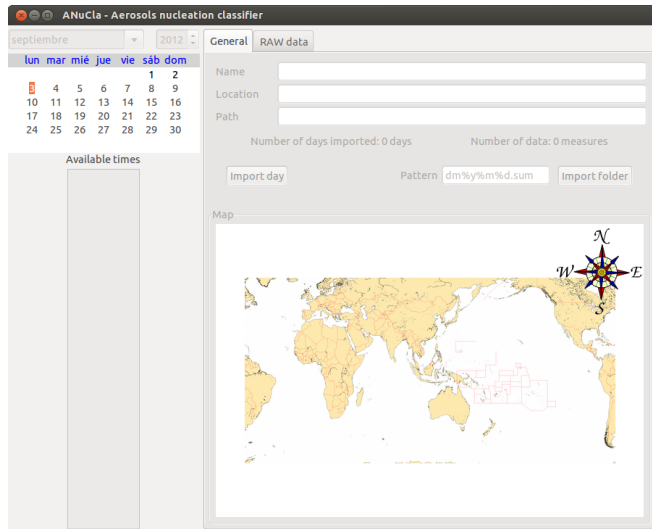 ANuCla - Aerosols nucleation classifier
septiembre 2012
lun mar mié jue vie sáb dom
1 2
3 4 5 6 7 8 9
10 11 12 13 14 15 16
17 18 19 20 21 22 23
24 25 26 27 28 29 30
Available times
General RAW data
Name
Location
Path
Number of days imported: 0 days Number of data: 0 measures
Import day Pattern dm%y%m%d.sum Import folder
Map
N
W E
S